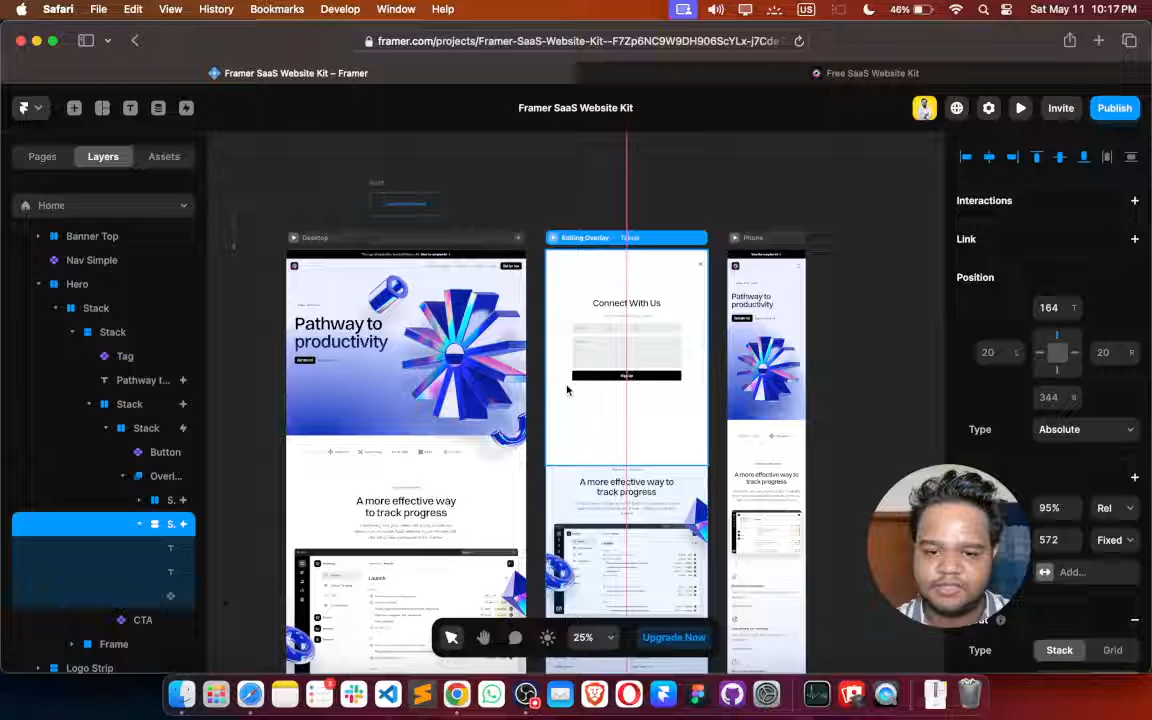 Safari File Edit View History Bookmarks Develop Window Help
US 46% Sat May 11 10:17 PM
framer.com/projects/Framer-SaaS-Website-Kit--F7Zp6NC9W9DH906ScYLx-j7Cde
Framer SaaS Website Kit – Framer
Free SaaS Website Kit
Framer SaaS Website Kit
Invite
Publish
Pages
Layers
Assets
Home
Banner Top
Nav Simple
Hero
Stack
Stack
Tag
Pathway t...
Stack
Stack
Button
Overl...
S.
S.
CTA
Frame
Logo Strip
Desktop
Pathway to
productivity
A more effective way
to track progress
Launch
Editing Overlay
Tablet
Connect With Us
Sign Up
A more effective way to
track progress
Phone
Pathway to
productivity
A more effective way to
track progress
25%
Upgrade Now
Interactions
Link
Position
164 T
20 L
20 R
344
Type
Absolute
95%
Rel
572
Fixed
Add...
Type
Stack
Grid
3